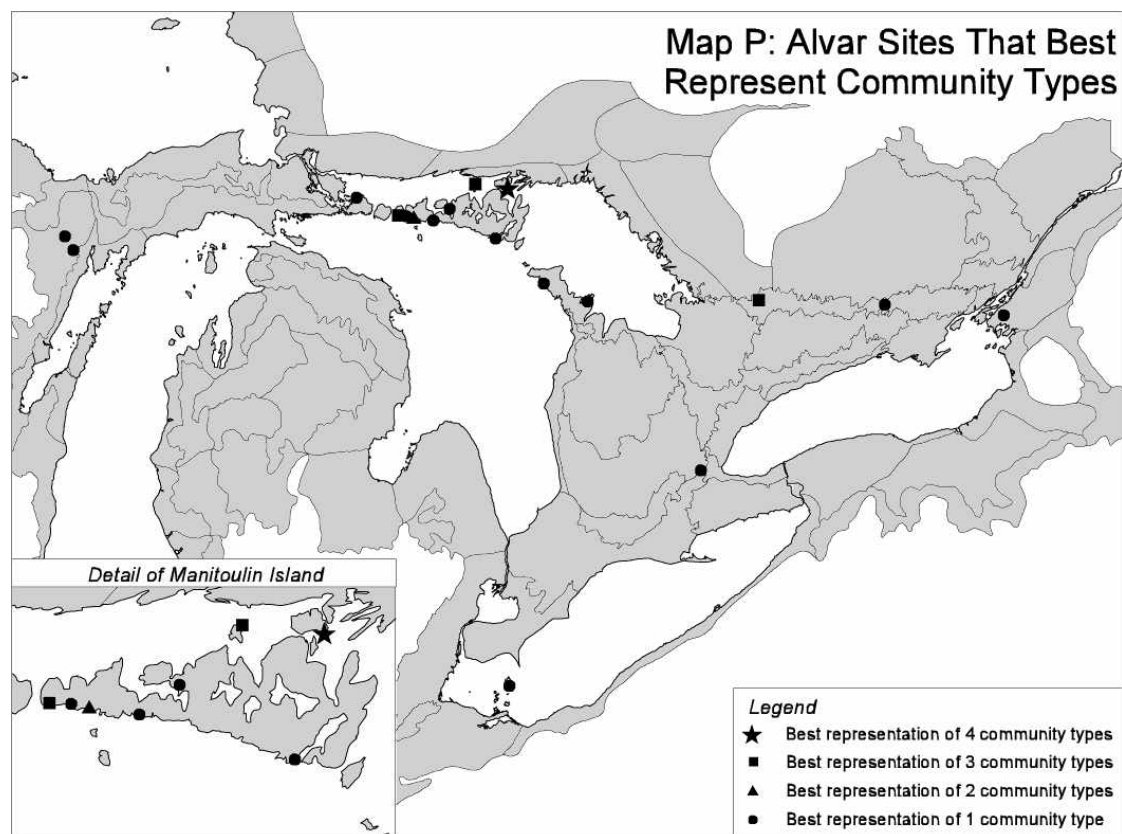 Map P: Alvar Sites That Best
Represent Community Types
Detail of Manitoulin Island
Legend
Best representation of 4 community types
Best representation of 3 community types
Best representation of 2 community types
Best representation of 1 community type